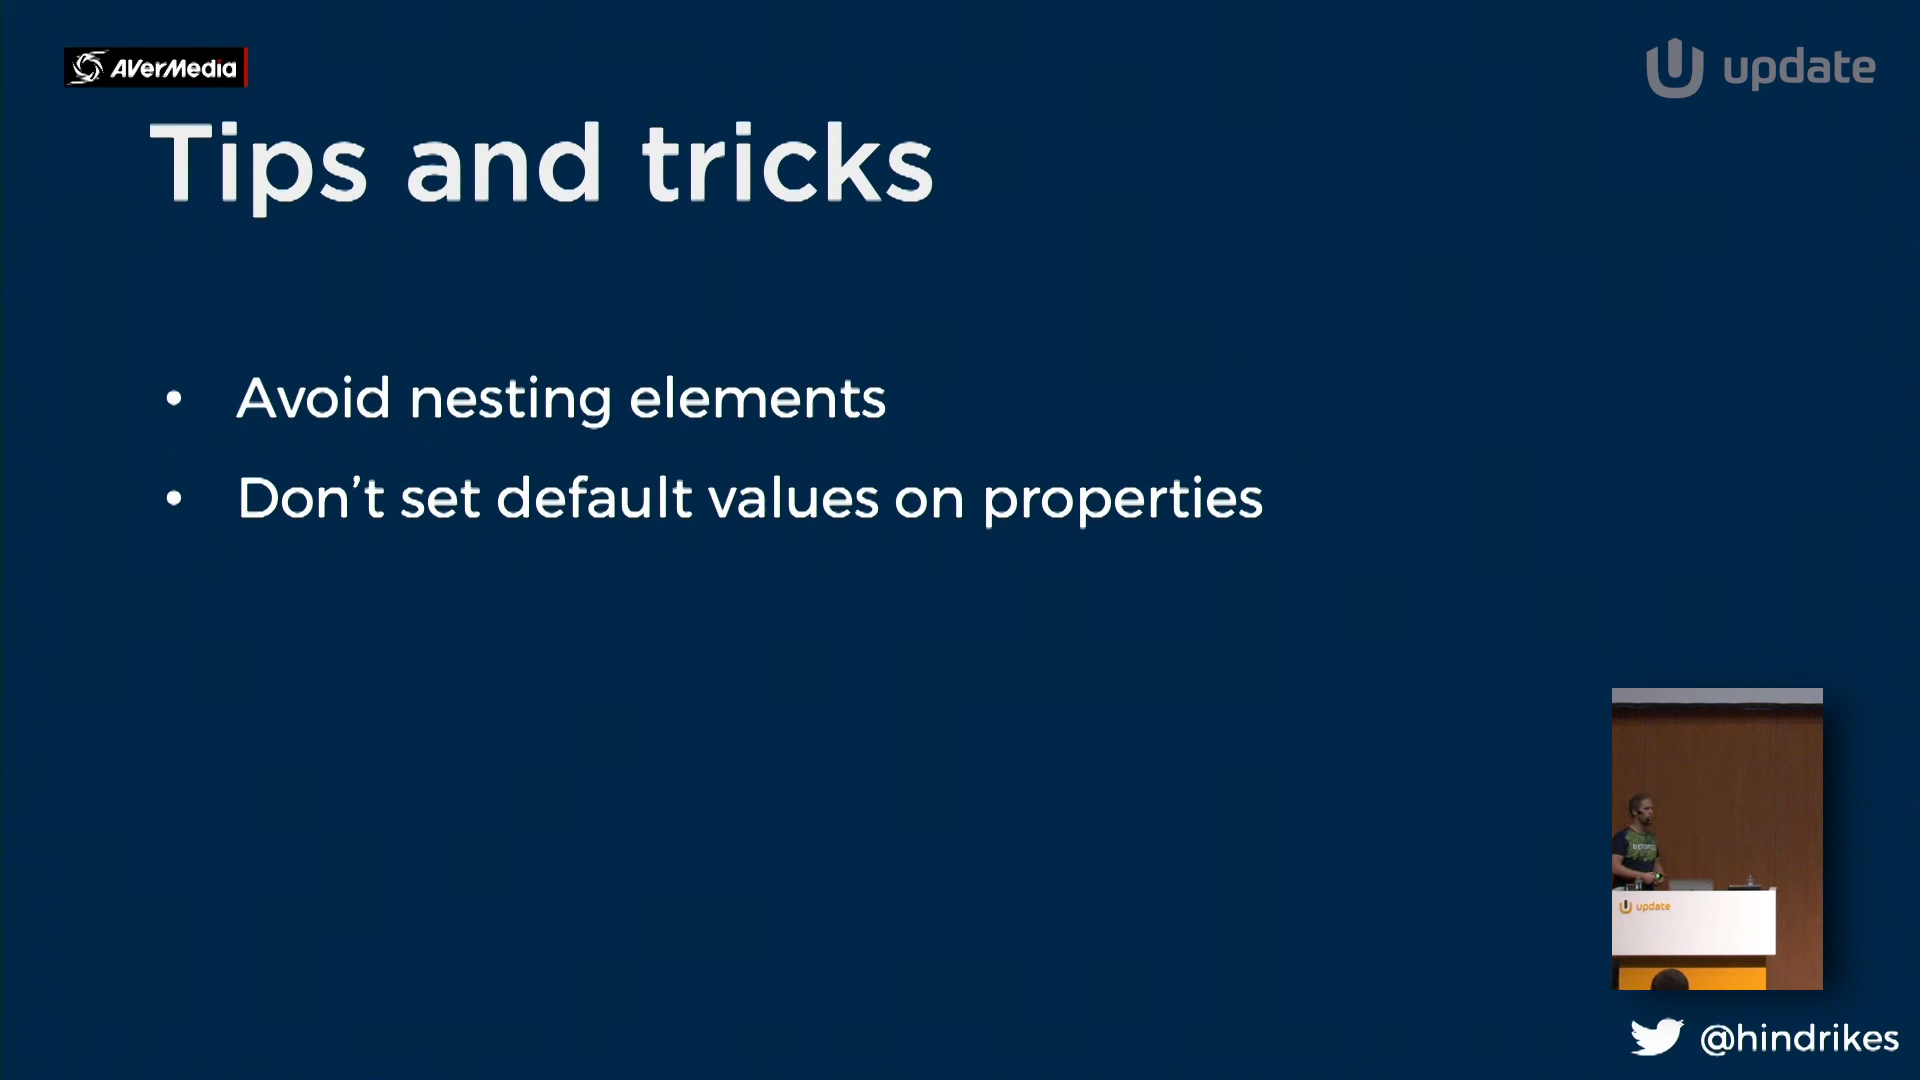 AVerMedia
update
Tips and tricks
• Avoid nesting elements
• Don’t set default values on properties
update
@hindrikes